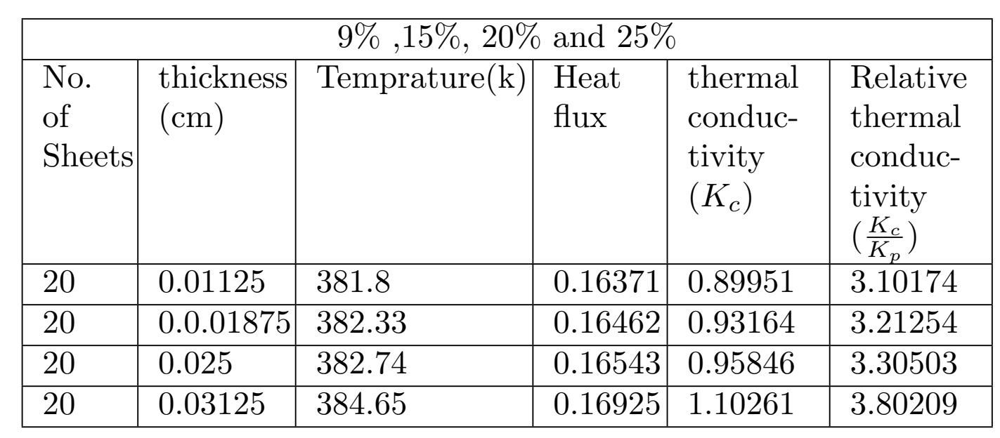 9% ,15%, 20% and 25%
No. of Sheets | thickness (cm) | Temprature(k) | Heat flux | thermal conduc-tivity (K_c) | Relative thermal conduc-tivity (K_c/K_p)
20 | 0.01125 | 381.8 | 0.16371 | 0.89951 | 3.10174
20 | 0.0.01875 | 382.33 | 0.16462 | 0.93164 | 3.21254
20 | 0.025 | 382.74 | 0.16543 | 0.95846 | 3.30503
20 | 0.03125 | 384.65 | 0.16925 | 1.10261 | 3.80209